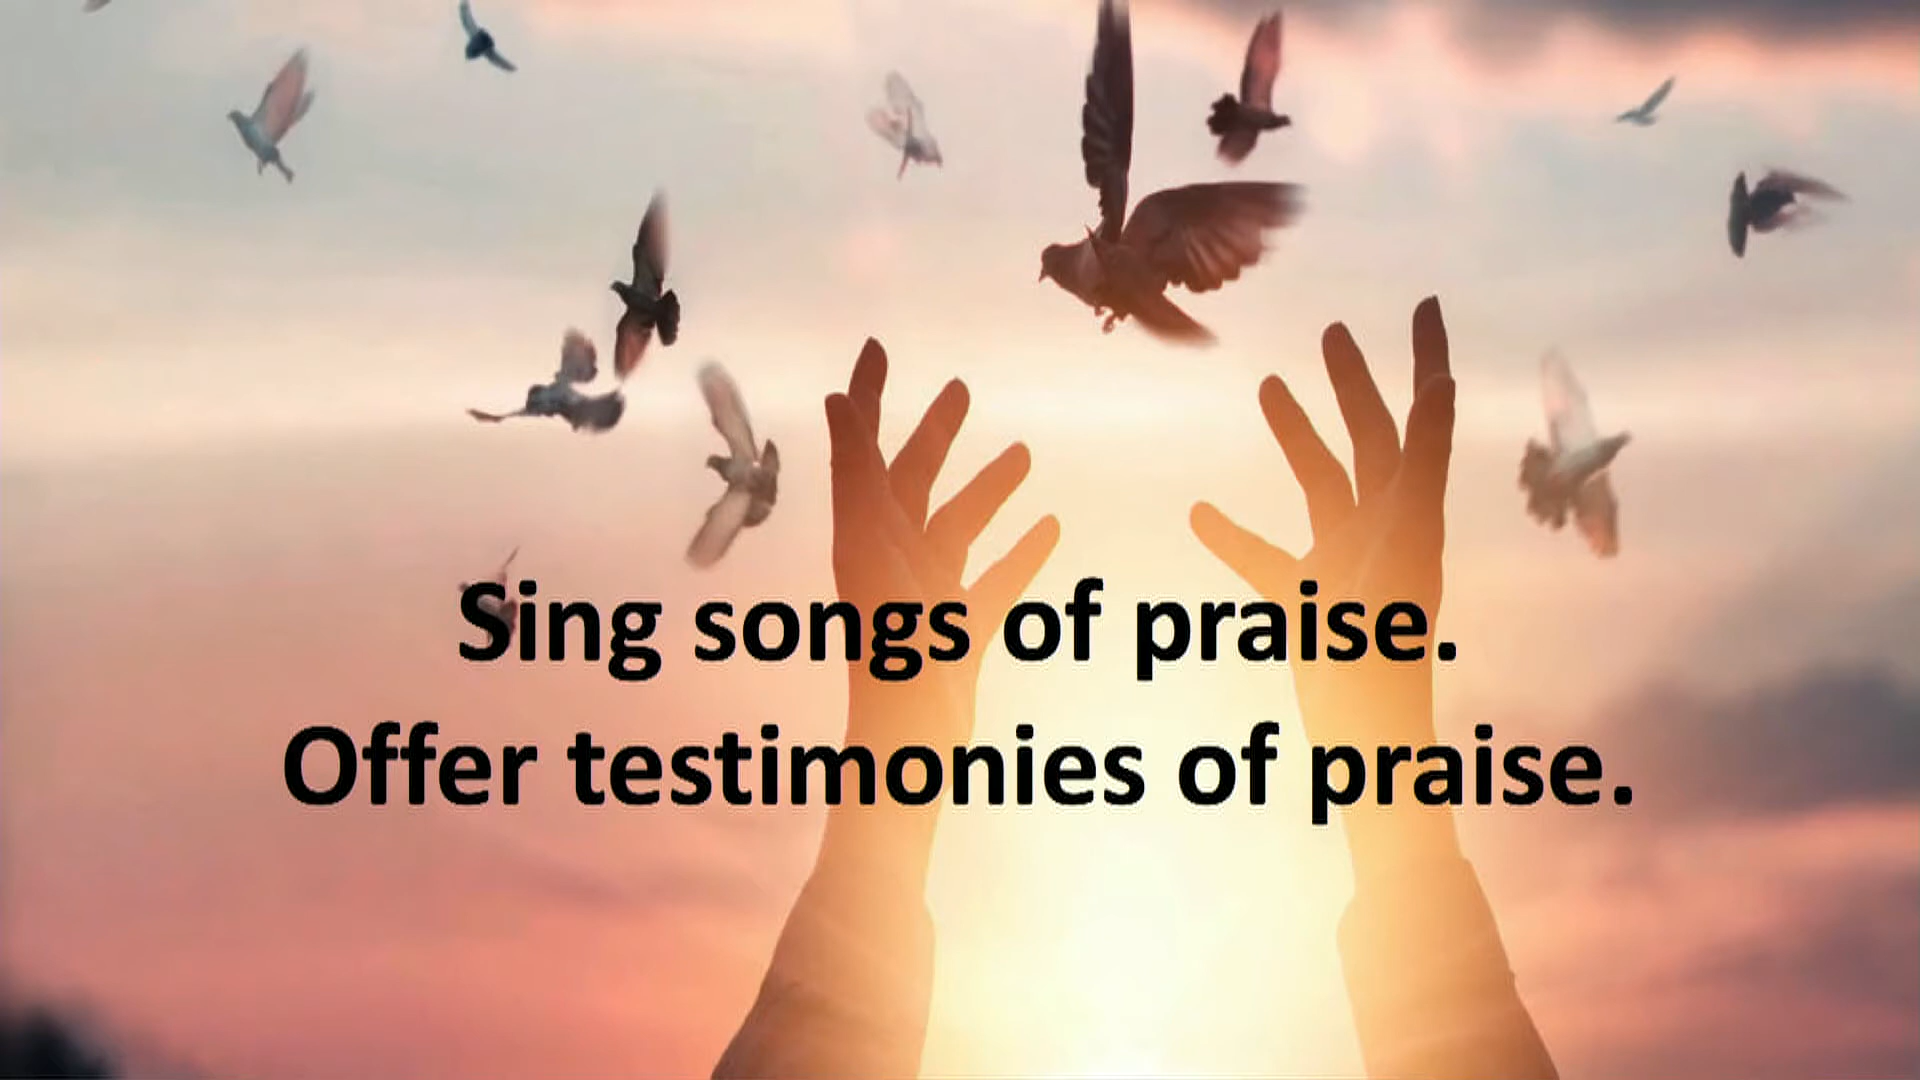 Sing songs of praise.
Offer testimonies of praise.